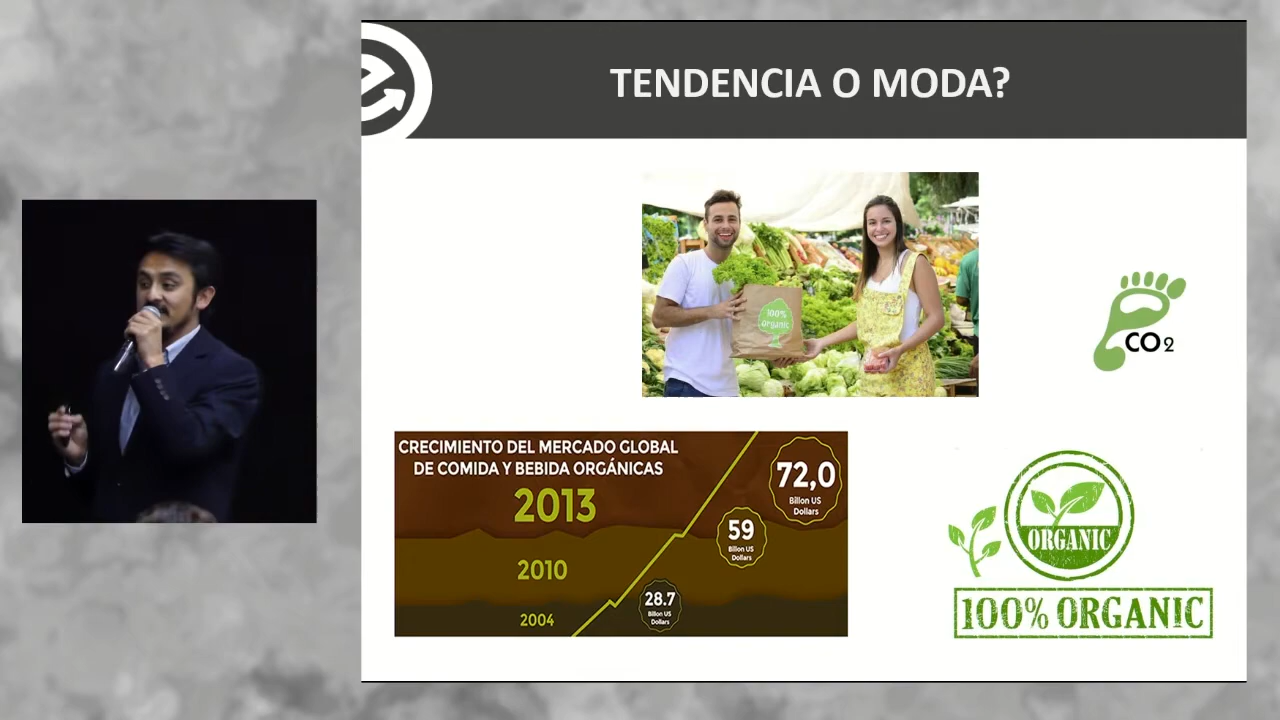 TENDENCIA O MODA?
100%
organic
CO2
CRECIMIENTO DEL MERCADO GLOBAL
DE COMIDA Y BEBIDA ORGÁNICAS
2013
72,0
Billon US
Dollars
2010
59
Billon US
Dollars
2004
28.7
Billon US
Dollars
ORGANIC
100% ORGANIC